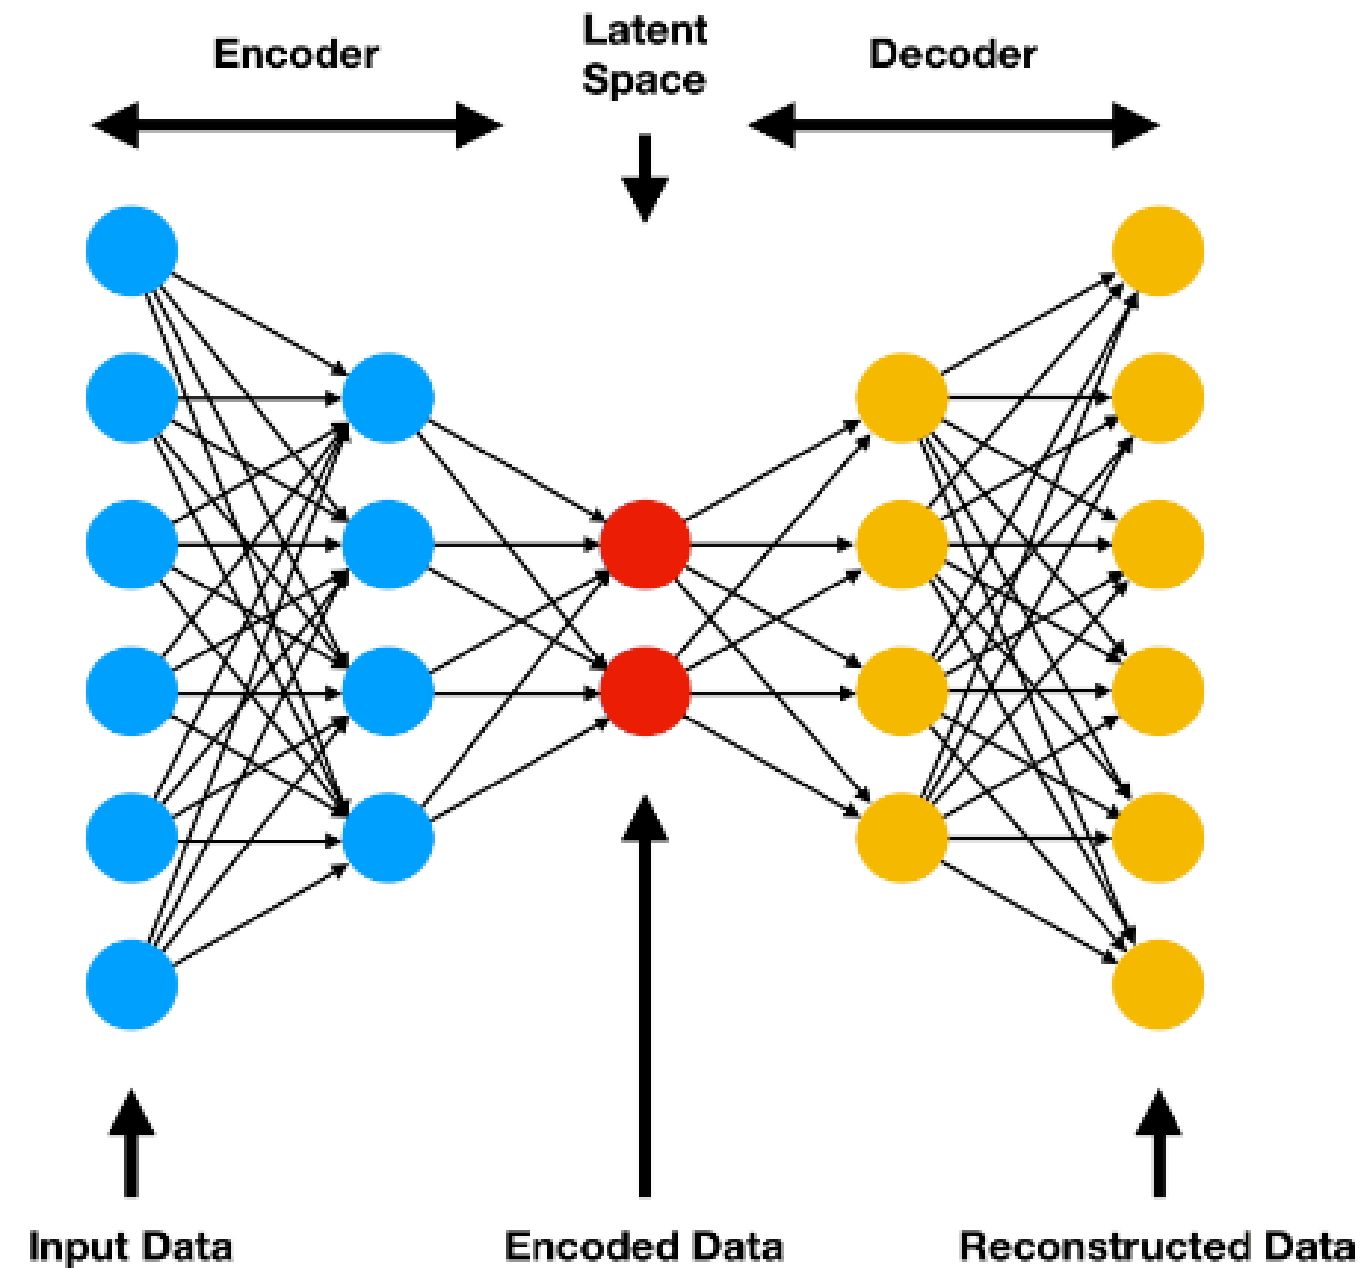 Encoder
Latent
Space
Decoder
Input Data
Encoded Data
Reconstructed Data